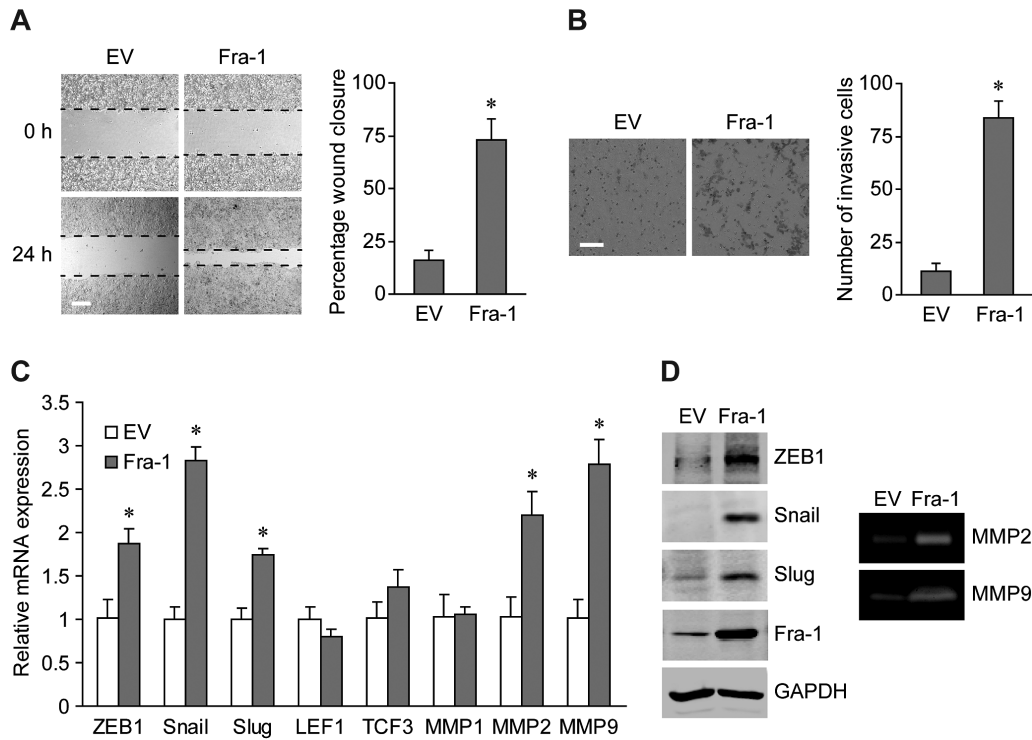 A
EV Fra-1
0 h
24 h
Percentage wound closure
100
75
50
25
0
*
EV Fra-1
B
EV Fra-1
Number of invasive cells
100
75
50
25
0
*
EV Fra-1
C
Relative mRNA expression
3.5
3
2.5
2
1.5
1
0.5
0
EV
Fra-1
* * * * *
ZEB1 Snail Slug LEF1 TCF3 MMP1 MMP2 MMP9
D
EV Fra-1
ZEB1
Snail
Slug
Fra-1
GAPDH
EV Fra-1
MMP2
MMP9